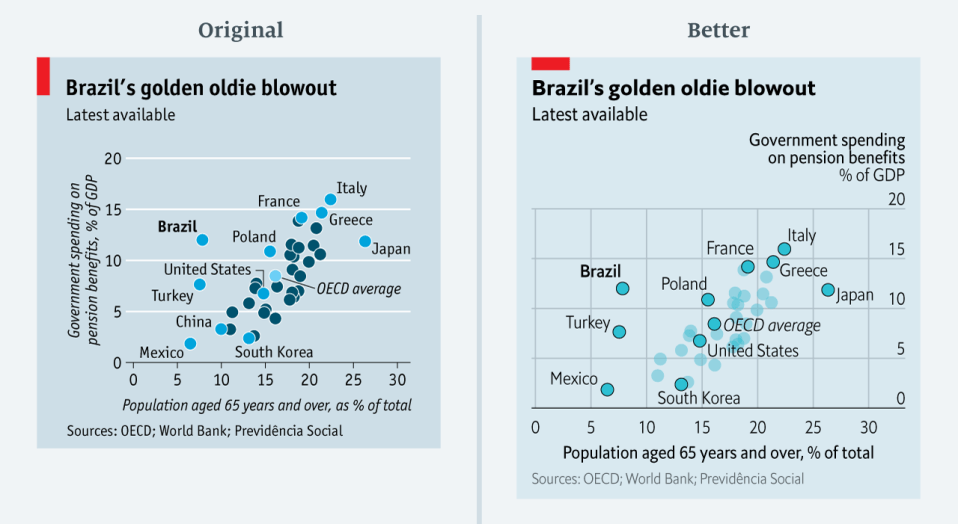 Original
Brazil's golden oldie blowout
Latest available
Government spending on
pension benefits, % of GDP
20
15
10
5
0
Italy
France
Greece
Brazil
Poland
Japan
United States
OECD average
Turkey
China
Mexico
South Korea
0 5 10 15 20 25 30
Population aged 65 years and over, as % of total
Sources: OECD; World Bank; Previdência Social
Better
Brazil's golden oldie blowout
Latest available
Government spending
on pension benefits
% of GDP
20
15
10
5
0
Italy
France
Greece
Brazil
Poland
Japan
Turkey
OECD average
United States
Mexico
South Korea
0 5 10 15 20 25 30
Population aged 65 years and over, % of total
Sources: OECD; World Bank; Previdência Social